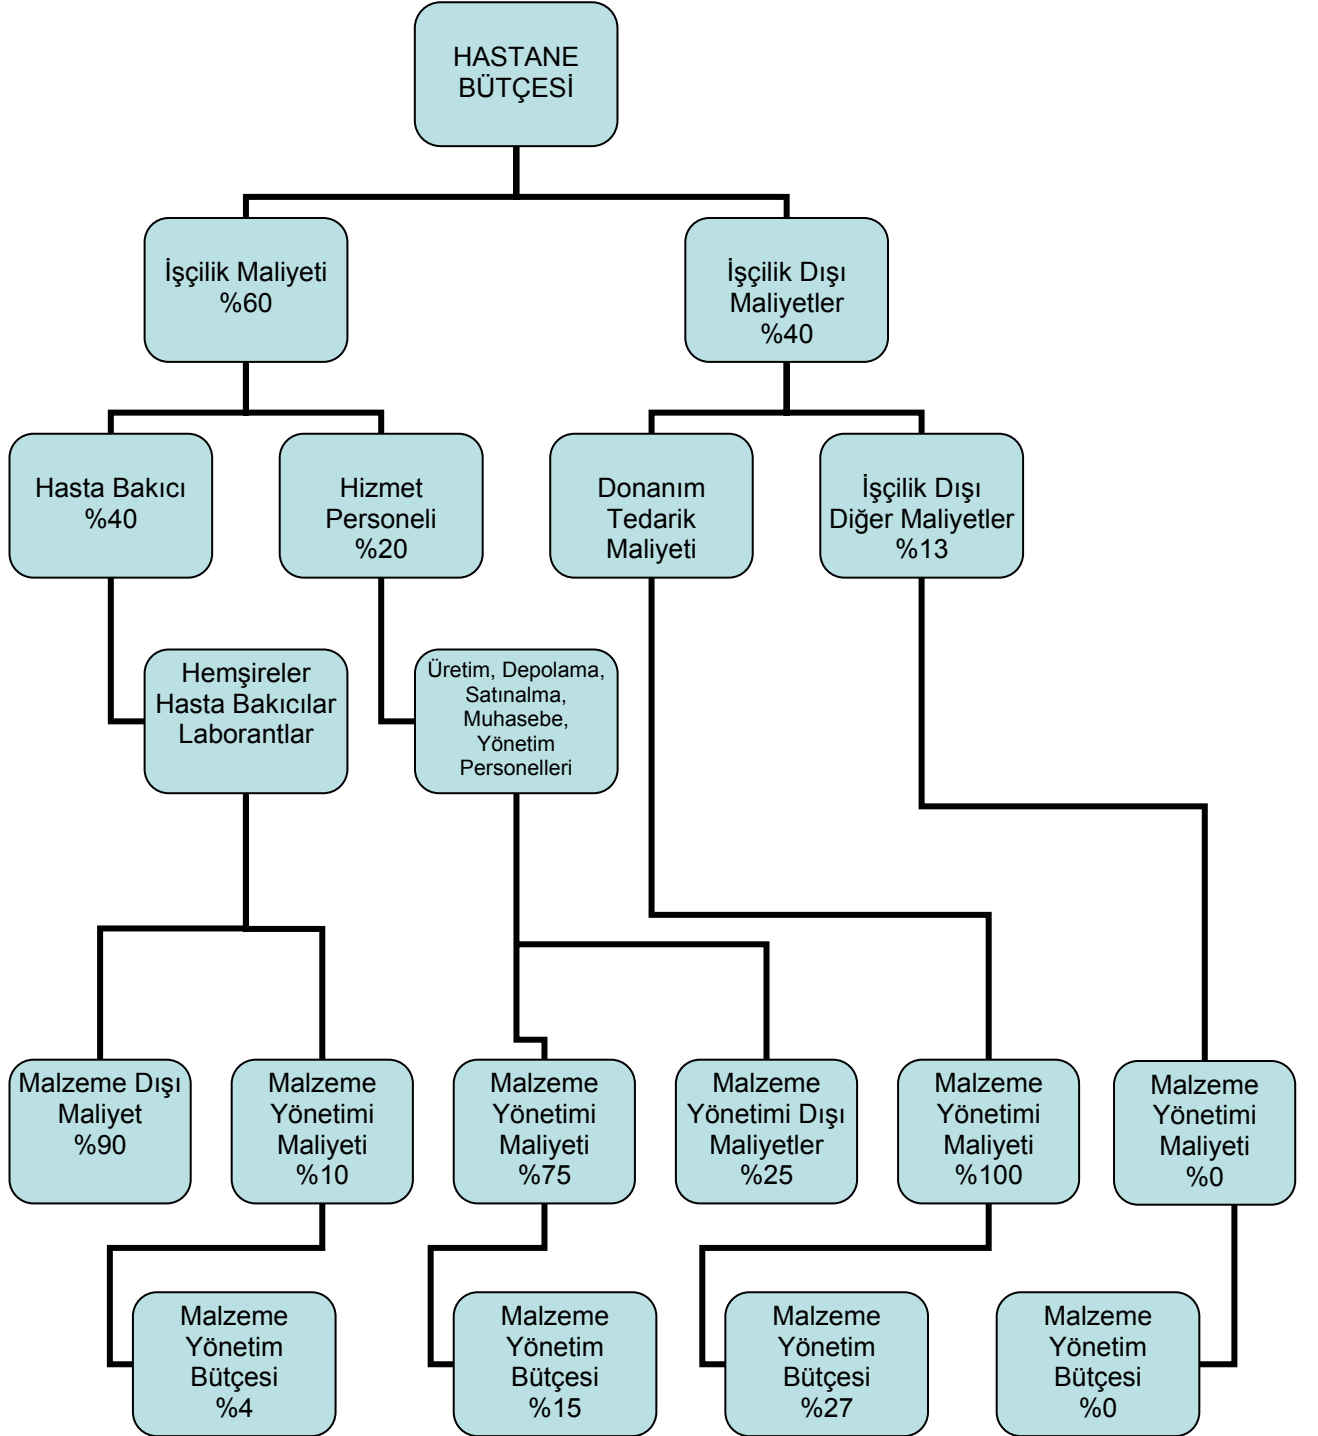 HASTANE
BÜTÇESİ
İşçilik Maliyeti
%60
İşçilik Dışı
Maliyetler
%40
Hasta Bakıcı
%40
Hizmet
Personeli
%20
Donanım
Tedarik
Maliyeti
İşçilik Dışı
Diğer Maliyetler
%13
Hemşireler
Hasta Bakıcılar
Laborantlar
Üretim, Depolama,
Satınalma,
Muhasebe,
Yönetim
Personelleri
Malzeme Dışı
Maliyet
%90
Malzeme
Yönetimi
Maliyeti
%10
Malzeme
Yönetimi
Maliyeti
%75
Malzeme
Yönetimi Dışı
Maliyetler
%25
Malzeme
Yönetimi
Maliyeti
%100
Malzeme
Yönetimi
Maliyeti
%0
Malzeme
Yönetim
Bütçesi
%4
Malzeme
Yönetim
Bütçesi
%15
Malzeme
Yönetim
Bütçesi
%27
Malzeme
Yönetim
Bütçesi
%0